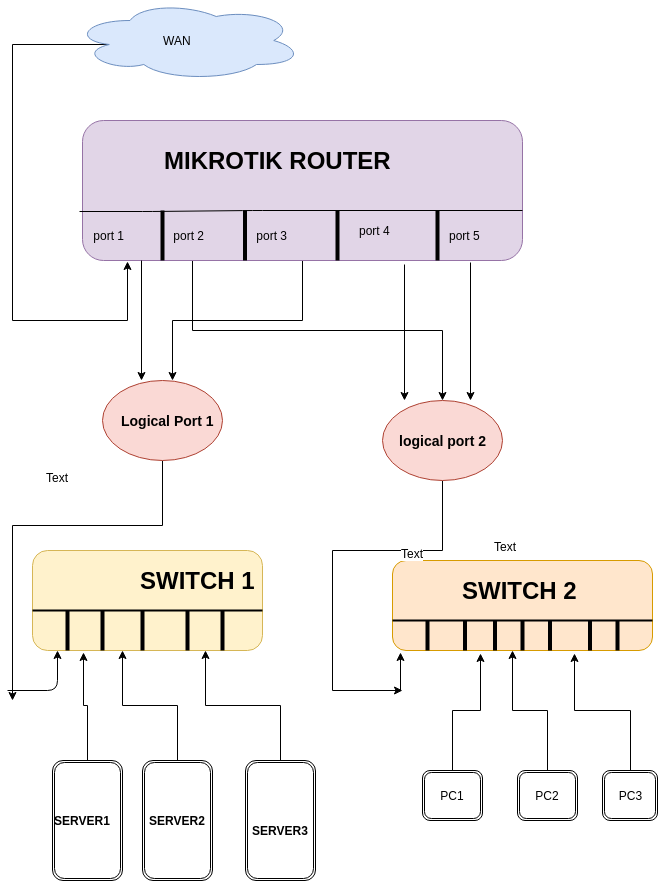 WAN
MIKROTIK ROUTER
port 1
port 2
port 3
port 4
port 5
Logical Port 1
logical port 2
Text
Text
Text
SWITCH 1
SWITCH 2
SERVER1
SERVER2
SERVER3
PC1
PC2
PC3